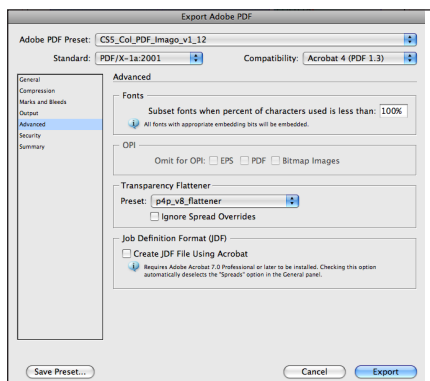 Export Adobe PDF
Adobe PDF Preset: CS5_Col_PDF_Imago_v1_12
Standard: PDF/X-1a:2001 Compatibility: Acrobat 4 (PDF 1.3)
General
Compression
Marks and Bleeds
Output
Advanced
Security
Summary
Advanced
Fonts
Subset fonts when percent of characters used is less than: 100%
All fonts with appropriate embedding bits will be embedded.
OPI
Omit for OPI: EPS PDF Bitmap Images
Transparency Flattener
Preset: p4p_v8_flattener
Ignore Spread Overrides
Job Definition Format (JDF)
Create JDF File Using Acrobat
Requires Adobe Acrobat 7.0 Professional or later to be installed. Checking this option
automatically deselects the "Spreads" option in the General panel.
Save Preset... Cancel Export